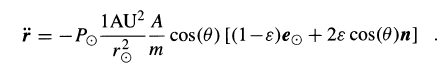 r̈ = −P⊙ (1AU² / r⊙²) (A / m) cos(θ) [(1−ε)e⊙ + 2ε cos(θ)n] .